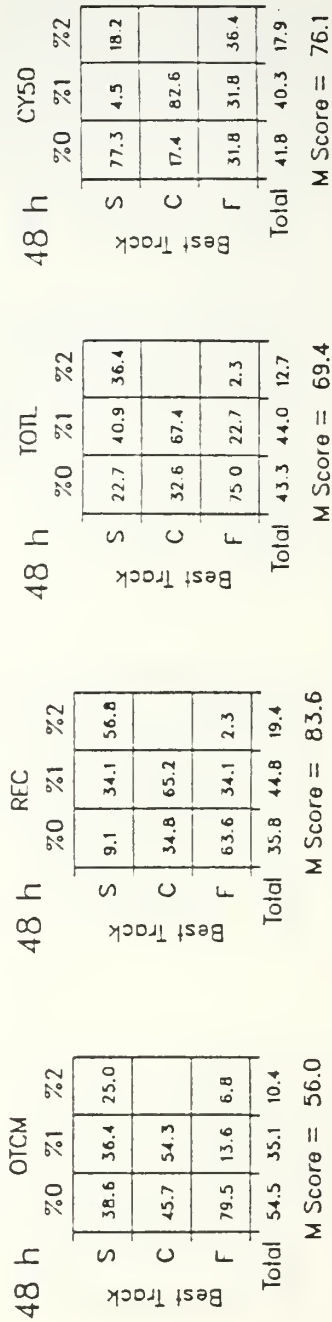 48 h OTCM
%0 %1 %2
Best Track
S 38.6 36.4 25.0
C 45.7 54.3
F 79.5 13.6 6.8
Total 54.5 35.1 10.4
M Score = 56.0
48 h REC
%0 %1 %2
Best Track
S 9.1 34.1 56.8
C 34.8 65.2
F 63.6 34.1 2.3
Total 35.8 44.8 19.4
M Score = 83.6
48 h TOTL
%0 %1 %2
Best Track
S 22.7 40.9 36.4
C 32.6 67.4
F 75.0 22.7 2.3
Total 43.3 44.0 12.7
M Score = 69.4
48 h CY50
%0 %1 %2
Best Track
S 77.3 4.5 18.2
C 17.4 82.6
F 31.8 31.8 36.4
Total 41.8 40.3 17.9
M Score = 76.1